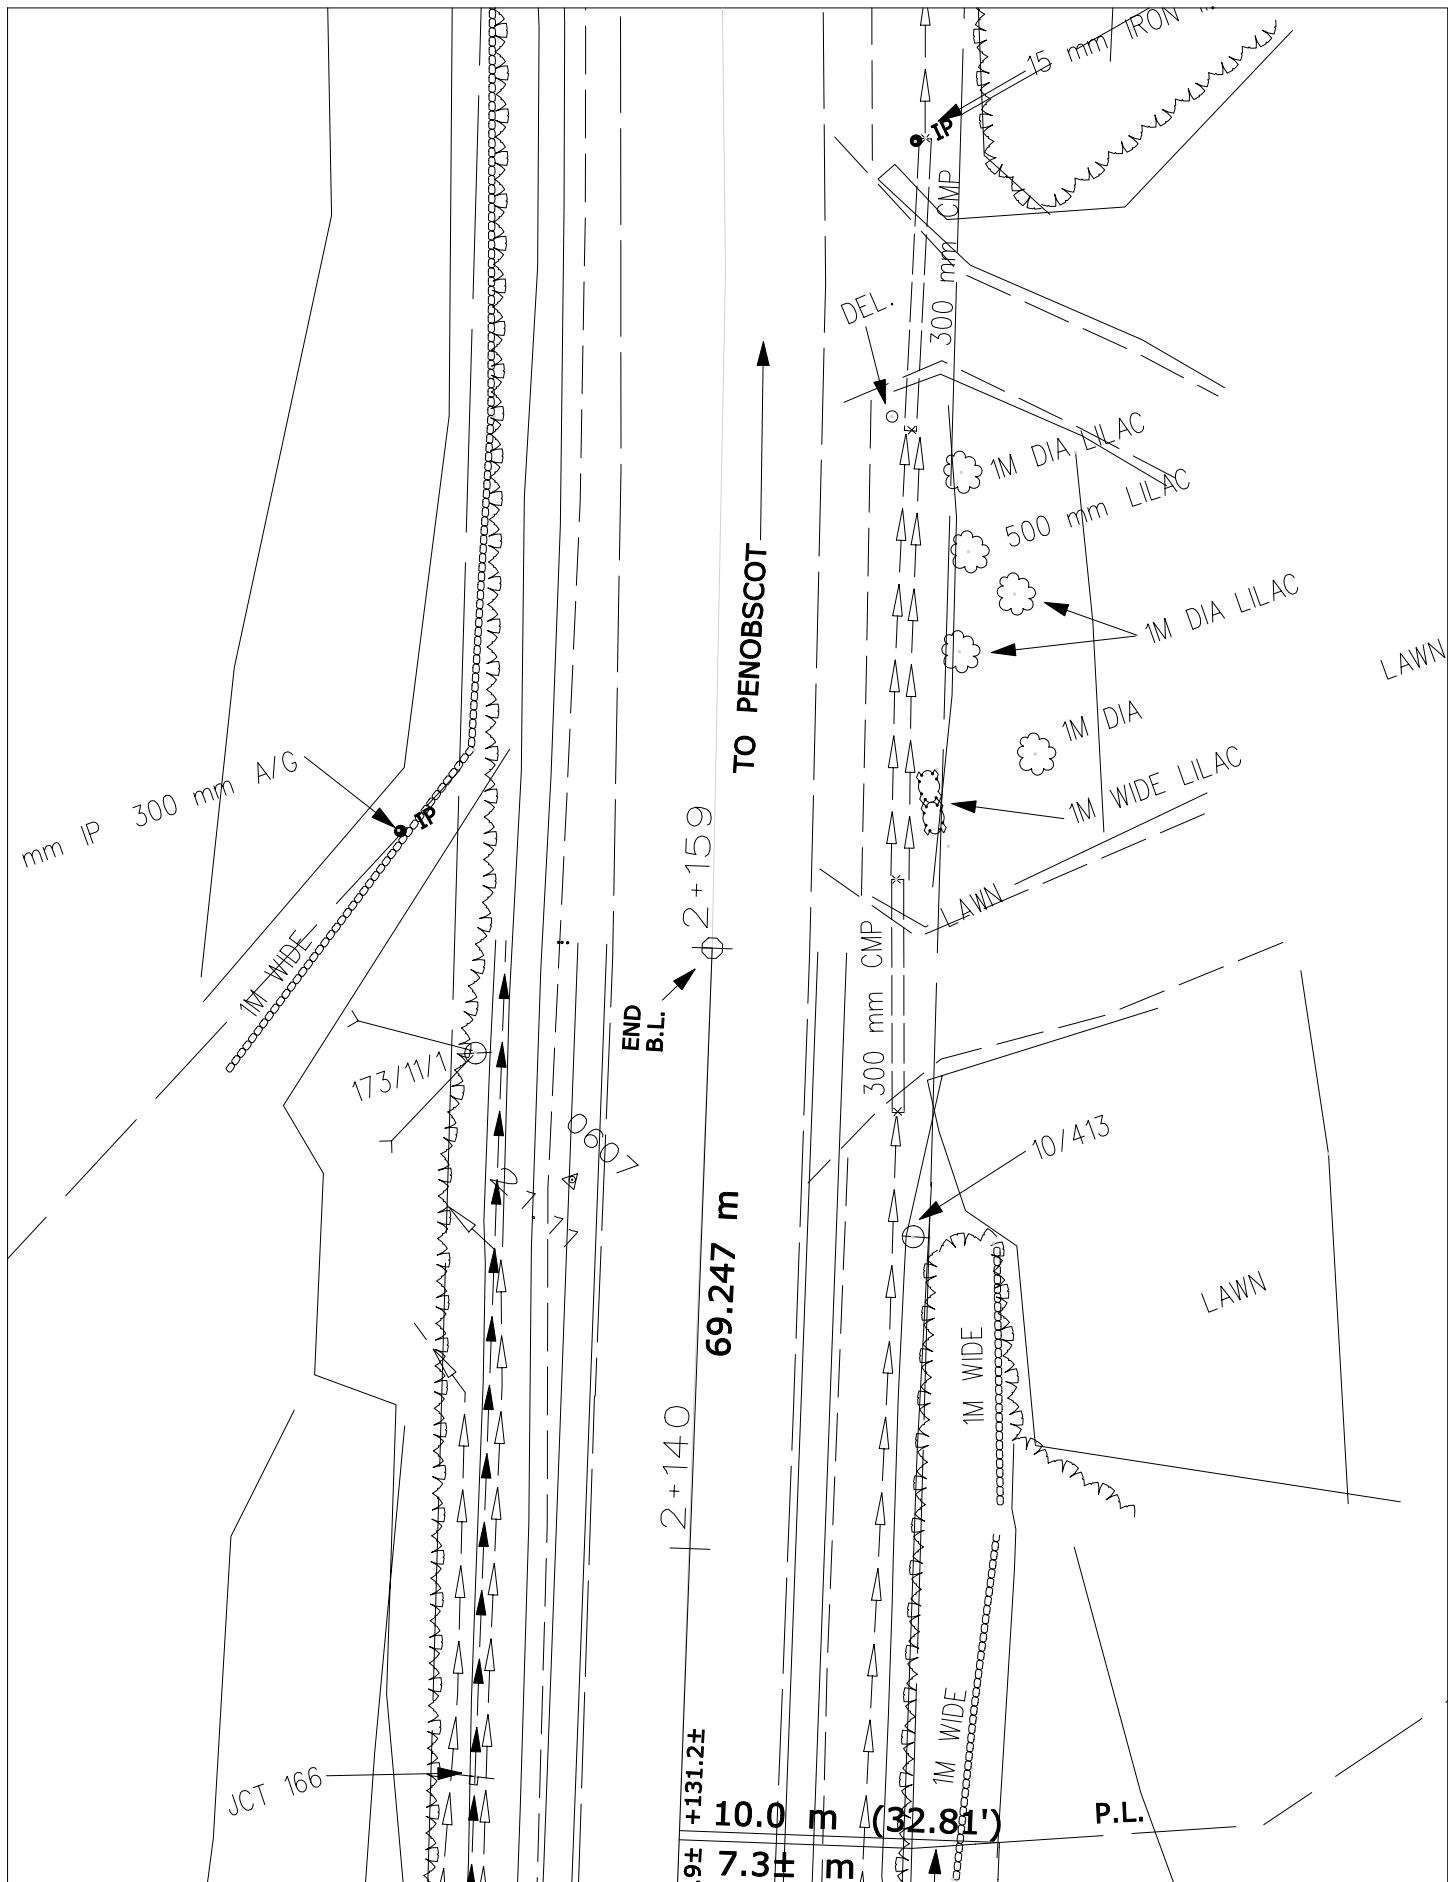 15 mm IRON
IP
300 mm CMP
DEL.
1M DIA LILAC
500 mm LILAC
1M DIA LILAC
LAWN
TO PENOBSCOT
1M DIA
1M WIDE LILAC
mm IP 300 mm A/G
IP
2+159
LAWN
1M WIDE
300 mm CMP
END
B.L.
173/11/1
0607
10/413
69.247 m
LAWN
1M WIDE
2+140
1M WIDE
+131.2±
JCT 166
10.0 m (32.81')
P.L.
9± 7.3± m